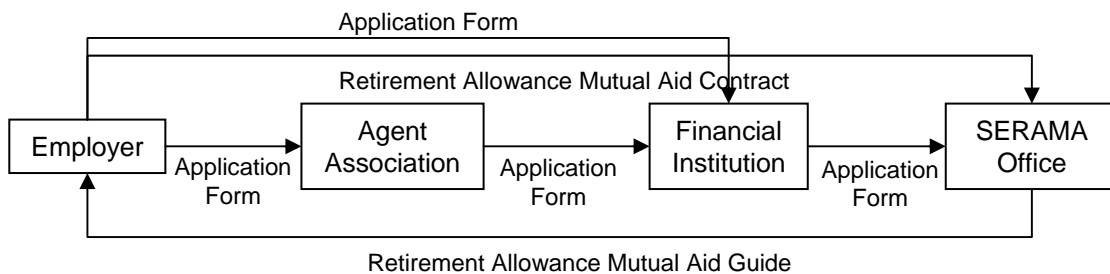 Application Form
Retirement Allowance Mutual Aid Contract
Employer
Application
Form
Agent
Association
Application
Form
Financial
Institution
Application
Form
SERAMA
Office
Retirement Allowance Mutual Aid Guide